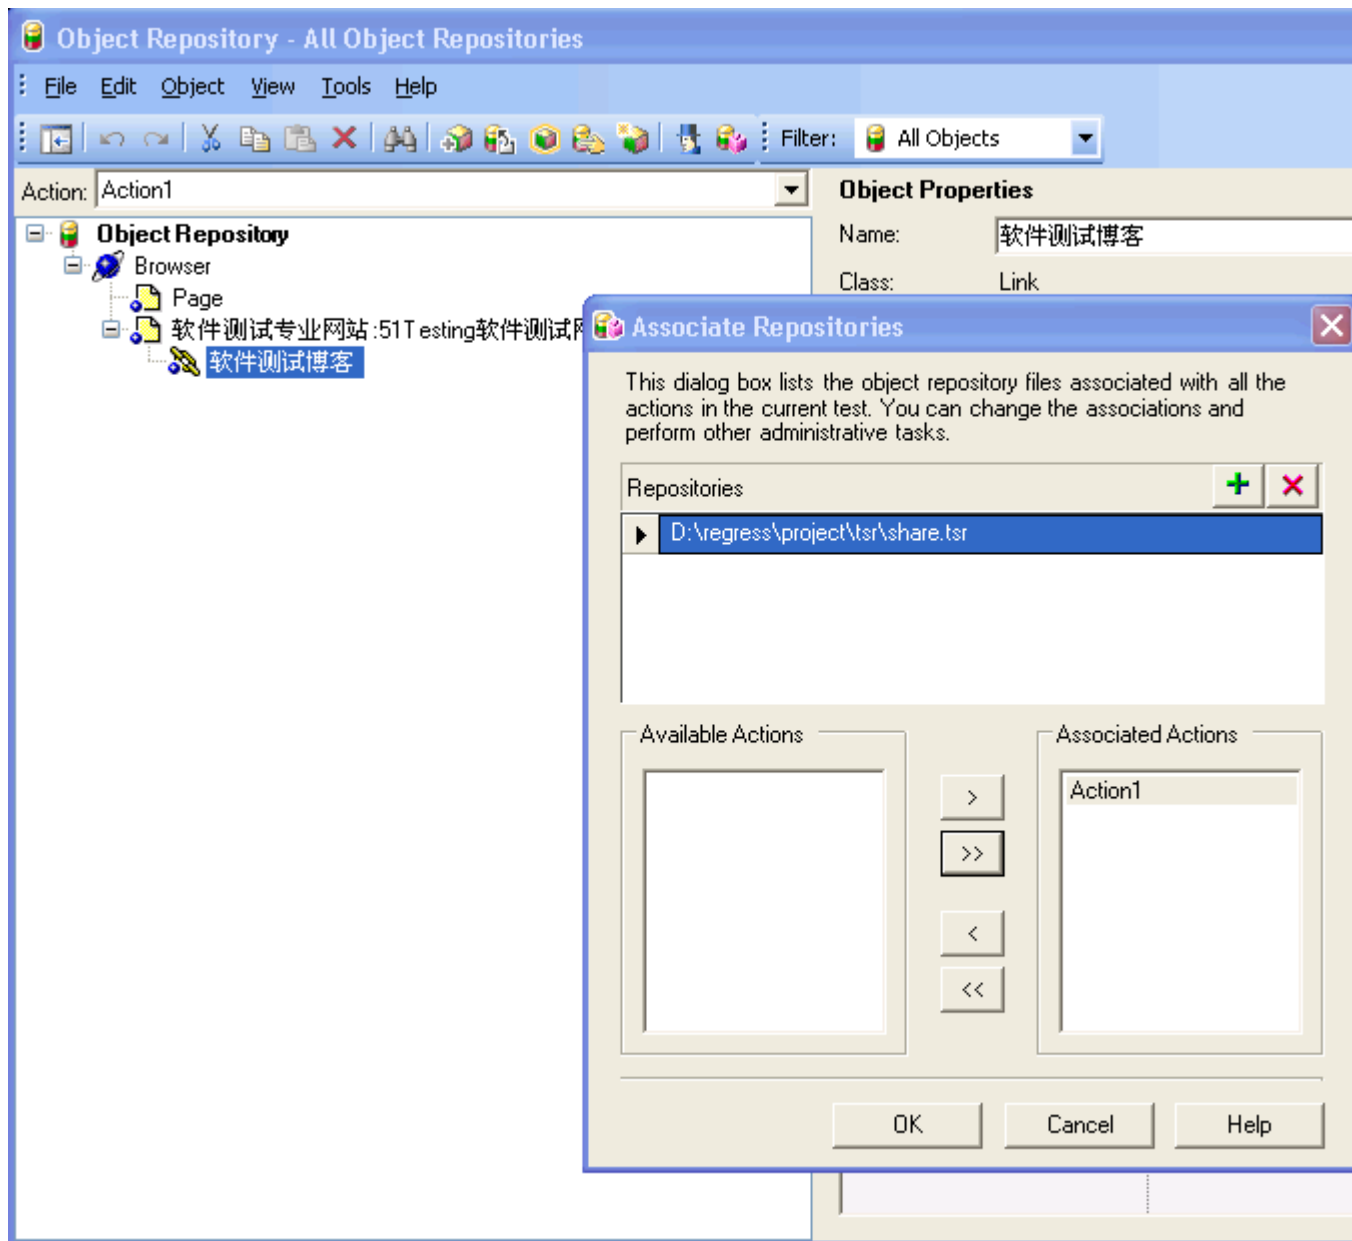 Object Repository - All Object Repositories
File Edit Object View Tools Help
Filter: All Objects
Action: Action1
Object Properties
Object Repository
Name: 软件测试博客
Browser
Class: Link
Page
软件测试专业网站:51Testing软件测试
软件测试博客
Associate Repositories
This dialog box lists the object repository files associated with all the
actions in the current test. You can change the associations and
perform other administrative tasks.
Repositories
D:\regress\project\tsr\share.tsr
Available Actions
Associated Actions
Action1
>
>>
<
<<
OK
Cancel
Help